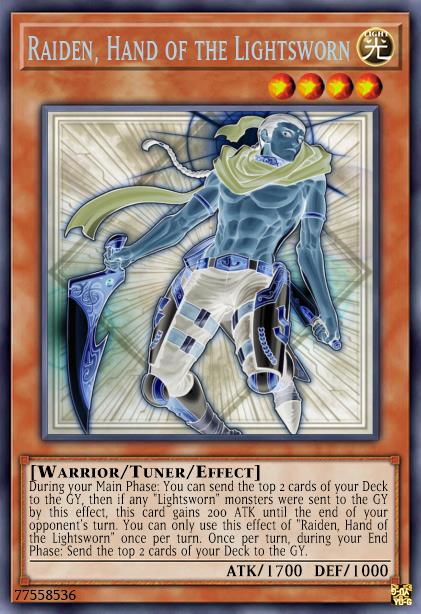 RAIDEN, HAND OF THE LIGHTSWORN
LIGHT
光
[WARRIOR/TUNER/EFFECT]
During your Main Phase: You can send the top 2 cards of your Deck
to the GY, then if any "Lightsworn" monsters were sent to the GY
by this effect, this card gains 200 ATK until the end of your
opponent's turn. You can only use this effect of "Raiden, Hand of
the Lightsworn" once per turn. Once per turn, during your End
Phase: Send the top 2 cards of your Deck to the GY.
ATK/1700 DEF/1000
77558536